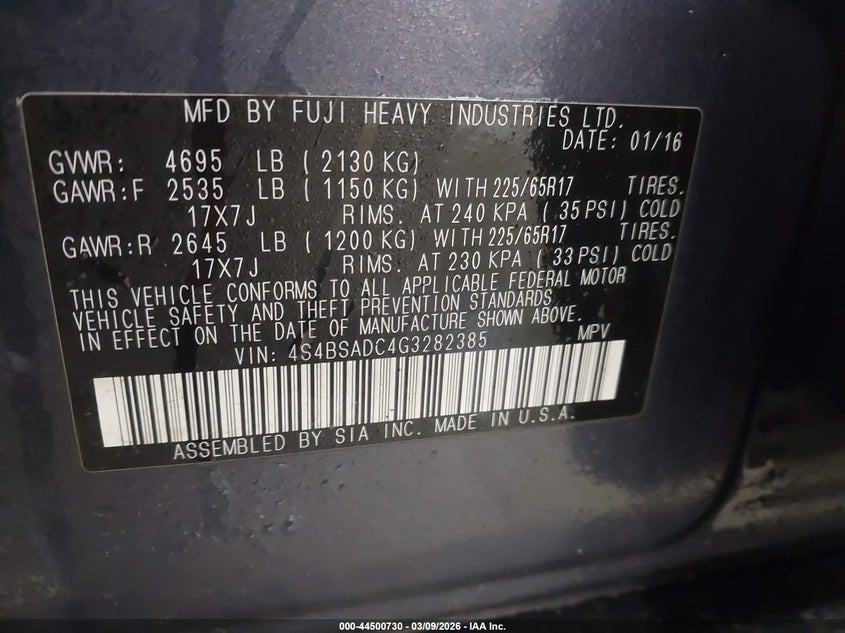 MFD BY FUJI HEAVY INDUSTRIES LTD.
DATE: 01/16
GVWR: 4695 LB ( 2130 KG)
GAWR:F 2535 LB ( 1150 KG) WITH 225/65R17 TIRES.
17X7J RIMS. AT 240 KPA ( 35 PSI) COLD
GAWR:R 2645 LB ( 1200 KG) WITH 225/65R17 TIRES.
17X7J RIMS. AT 230 KPA ( 33 PSI) COLD
THIS VEHICLE CONFORMS TO ALL APPLICABLE FEDERAL MOTOR
VEHICLE SAFETY AND THEFT PREVENTION STANDARDS
IN EFFECT ON THE DATE OF MANUFACTURE SHOWN ABOVE.
VIN: 4S4BSADC4G3282385 MPV
ASSEMBLED BY SIA INC. MADE IN U.S.A.
000-44500730 - 03/09/2026 - IAA Inc.